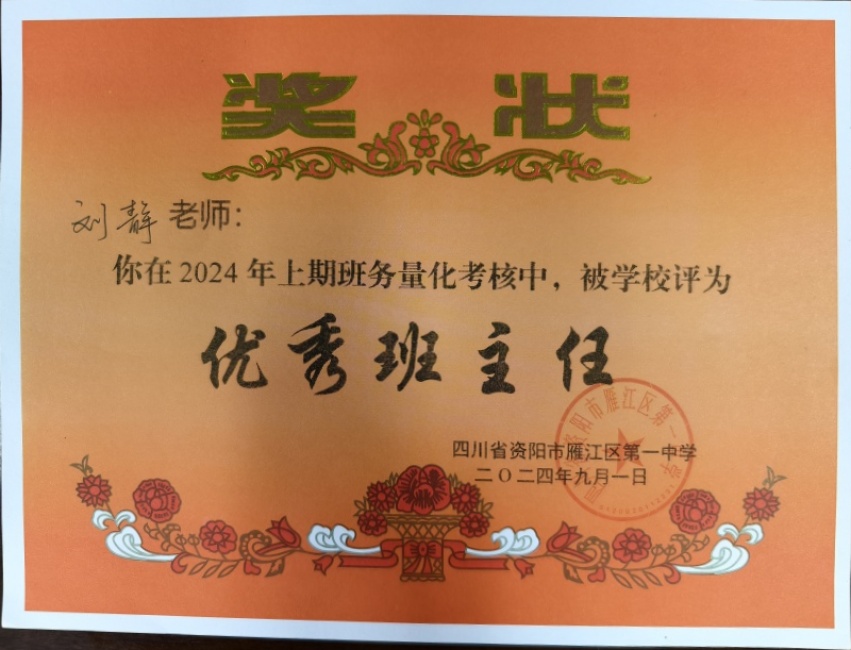 奖状
刘静老师：
你在2024年上期班务量化考核中，被学校评为
优秀班主任
四川省资阳市雁江区第一中学
二〇二四年九月一日